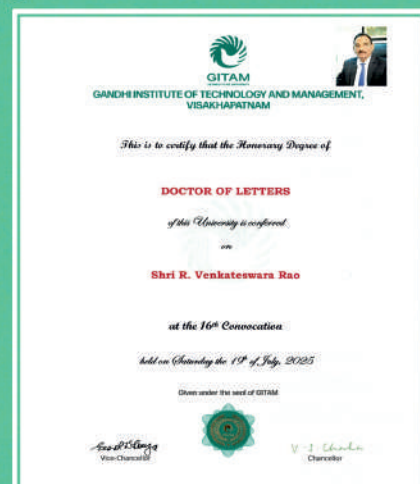 GITAM
GANDHI INSTITUTE OF TECHNOLOGY AND MANAGEMENT,
VISAKHAPATNAM
This is to certify that the Honorary Degree of
DOCTOR OF LETTERS
of this University is conferred
on
Shri R. Venkateswara Rao
at the 16th Convocation
held on Saturday the 19th of July, 2025
Given under the seal of GITAM
Vice-Chancellor
Chancellor